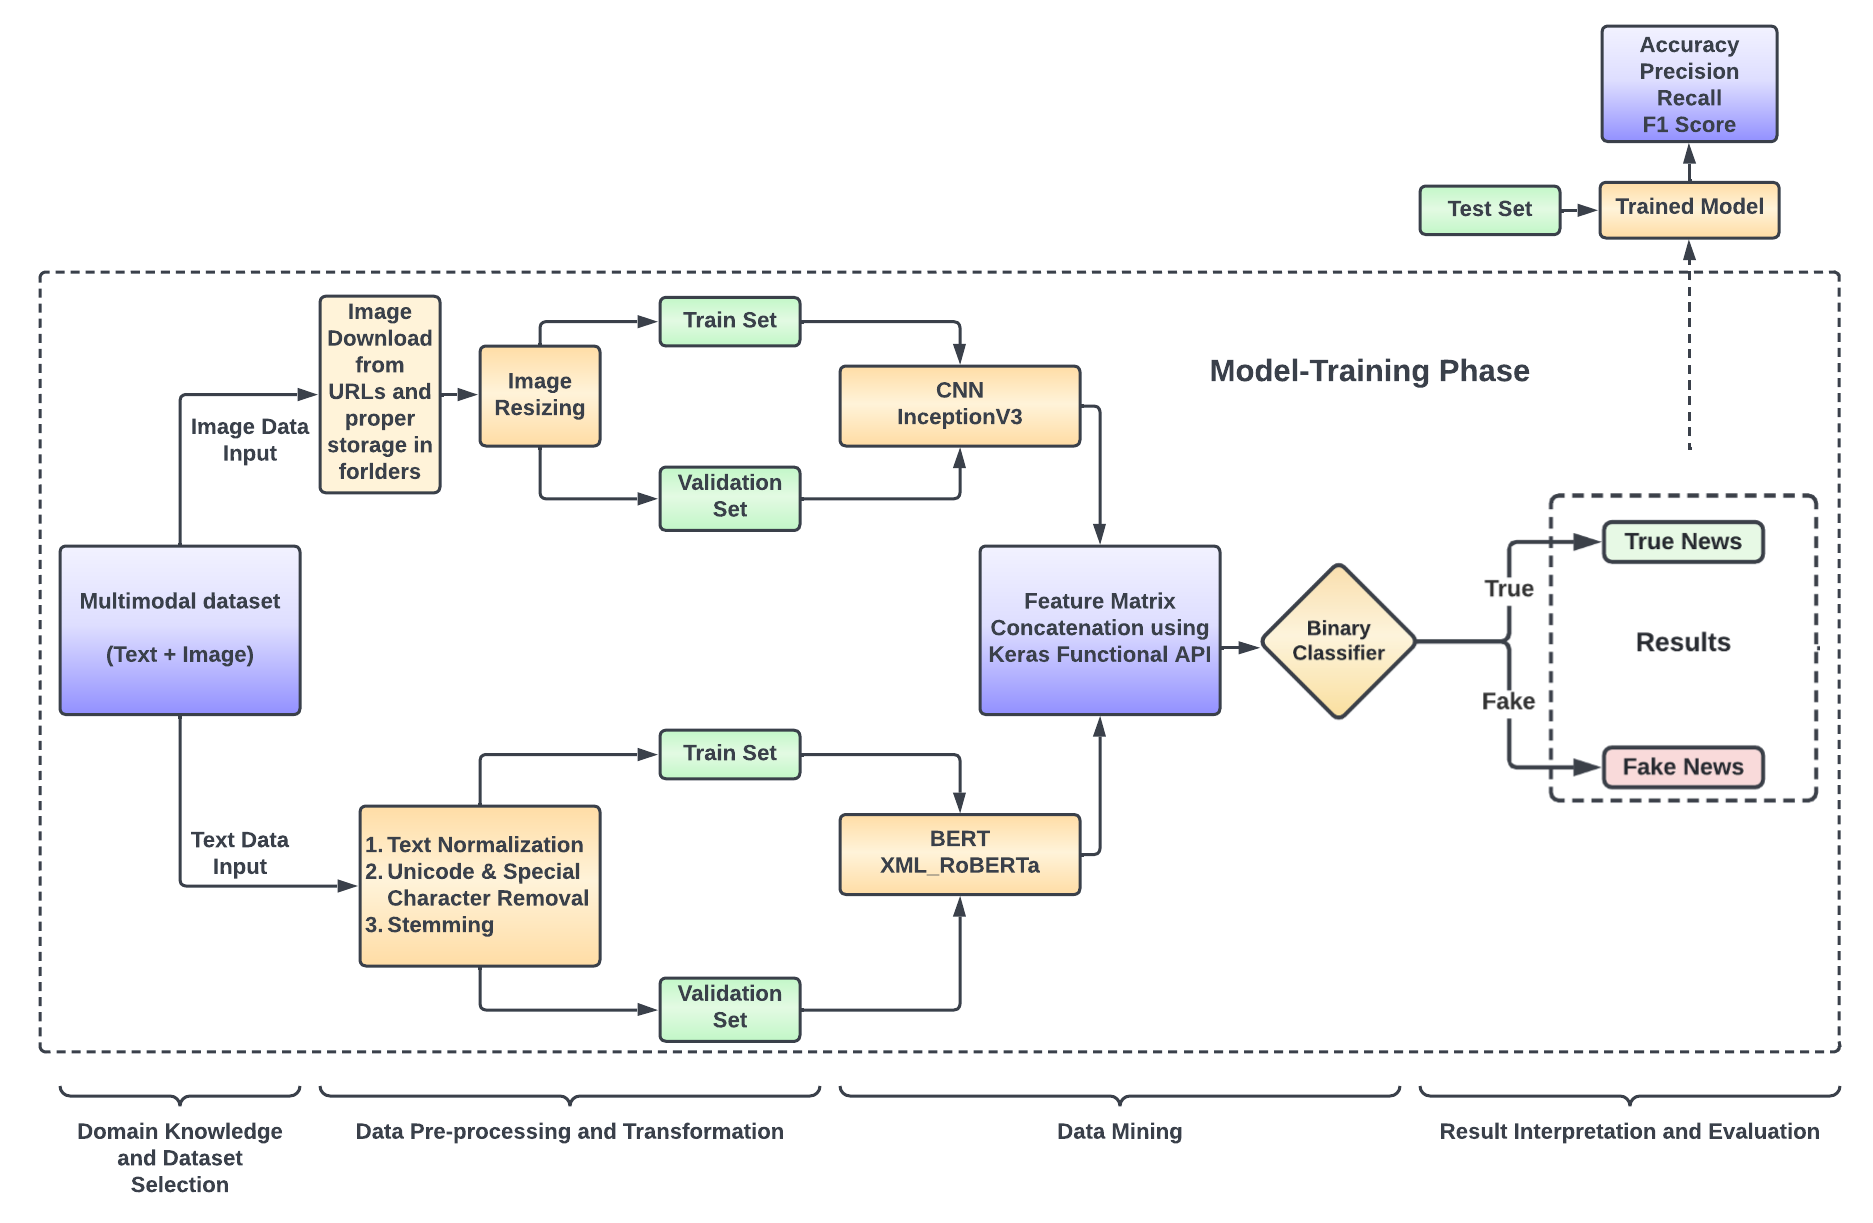 Accuracy
Precision
Recall
F1 Score
Test Set
Trained Model
Model-Training Phase
Image
Download
from
URLs and
proper
storage in
forlders
Image
Resizing
Train Set
Validation
Set
CNN
InceptionV3
Image Data
Input
Multimodal dataset
(Text + Image)
Text Data
Input
1. Text Normalization
2. Unicode & Special
Character Removal
3. Stemming
Train Set
Validation
Set
BERT
XML_RoBERTa
Feature Matrix
Concatenation using
Keras Functional API
Binary
Classifier
True
Fake
True News
Results
Fake News
Domain Knowledge
and Dataset
Selection
Data Pre-processing and Transformation
Data Mining
Result Interpretation and Evaluation